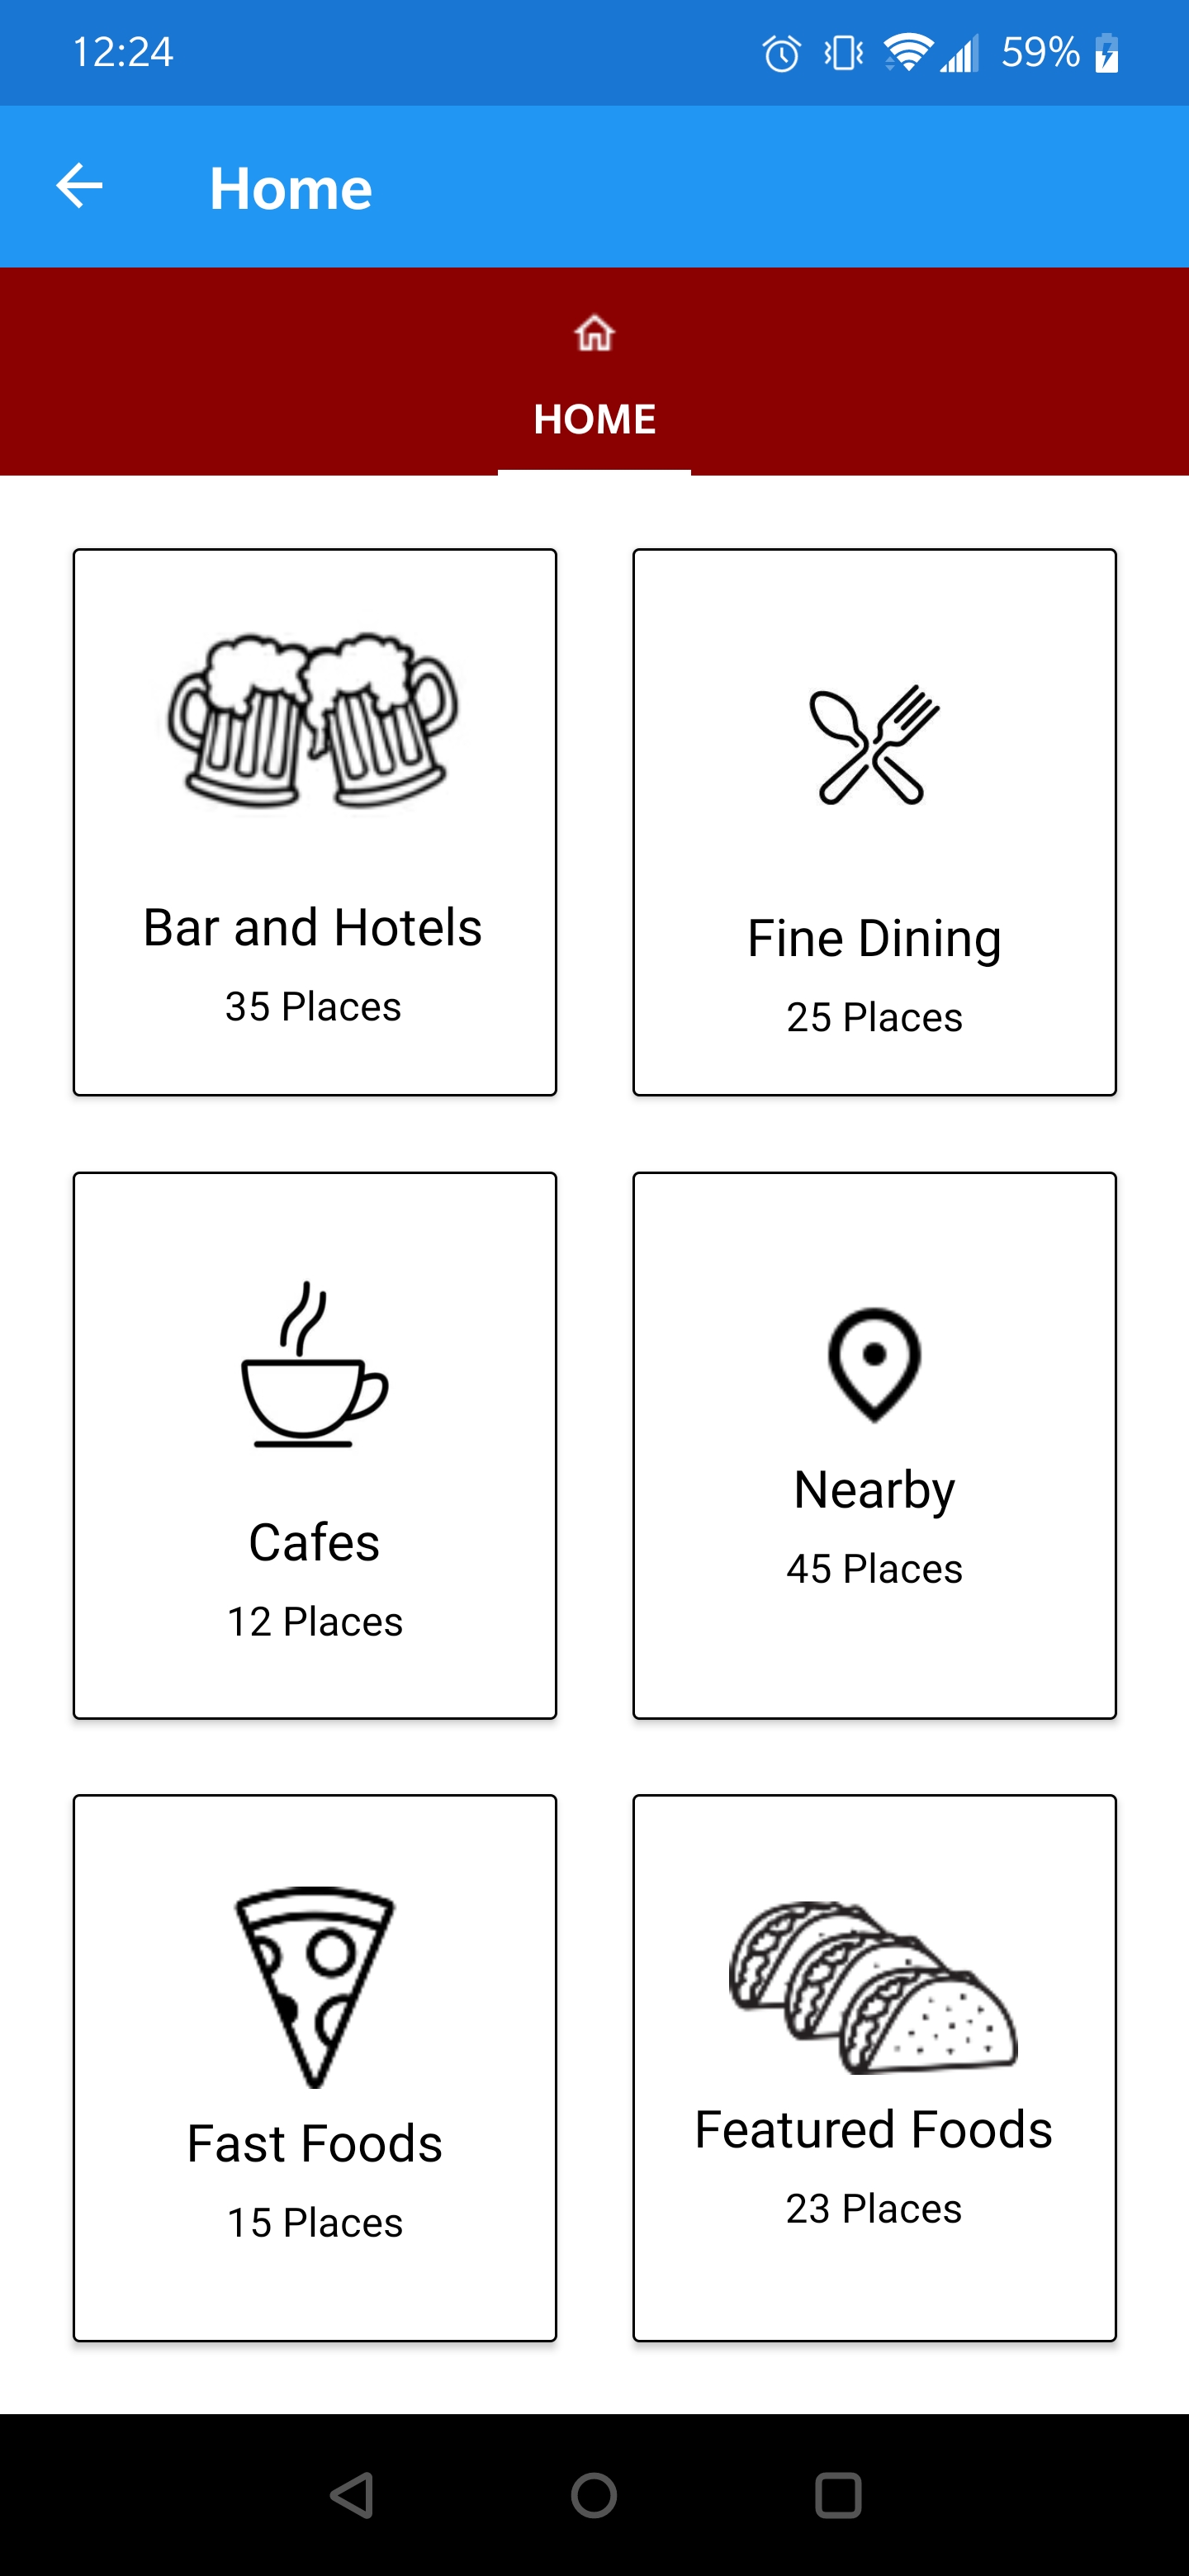 12:24 59%
Home
HOME
Bar and Hotels
35 Places
Fine Dining
25 Places
Cafes
12 Places
Nearby
45 Places
Fast Foods
15 Places
Featured Foods
23 Places